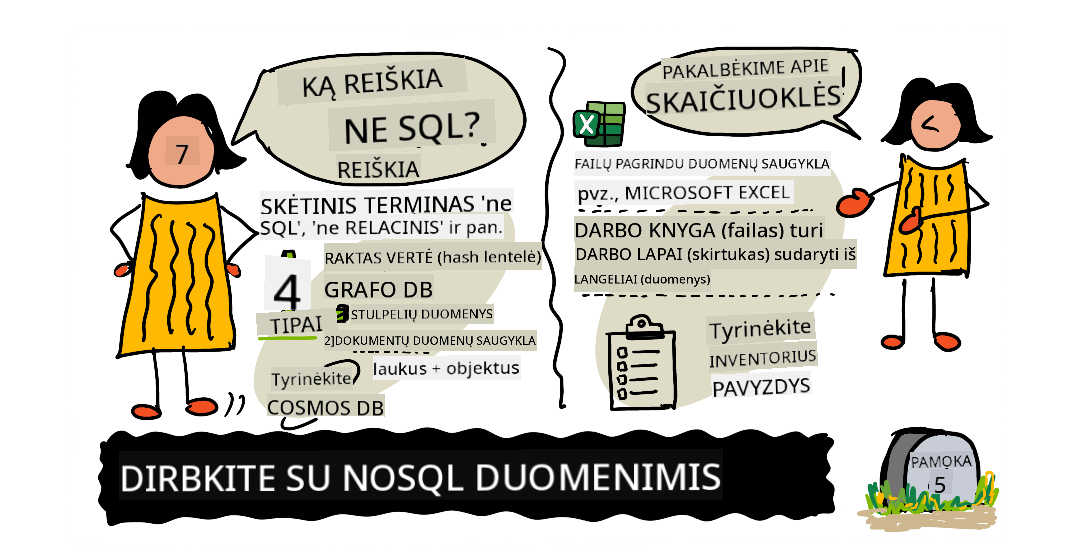 KĄ REIŠKIA
NE SQL?
REIŠKIA
7
SKĖTINIS TERMINAS 'ne
SQL', 'ne RELACINIS' ir pan.
4
TIPAI
RAKTAS VERTĖ (hash lentelė)
GRAFO DB
3 STULPELIŲ DUOMENYS
2]DOKUMENTŲ DUOMENŲ SAUGYKLA
laukus + objektus
Tyrinėkite
COSMOS DB
PAKALBĖKIME APIE
SKAIČIUOKLĖS!
X
FAILŲ PAGRINDU DUOMENŲ SAUGYKLA
pvz., MICROSOFT EXCEL
DARBO KNYGA (failas) turi
DARBO LAPAI (skirtukas) sudaryti iš
LANGELIAI (duomenys)
Tyrinėkite
INVENTORIUS
PAVYZDYS
DIRBKITE SU NOSQL DUOMENIMIS
PAMOKA
5